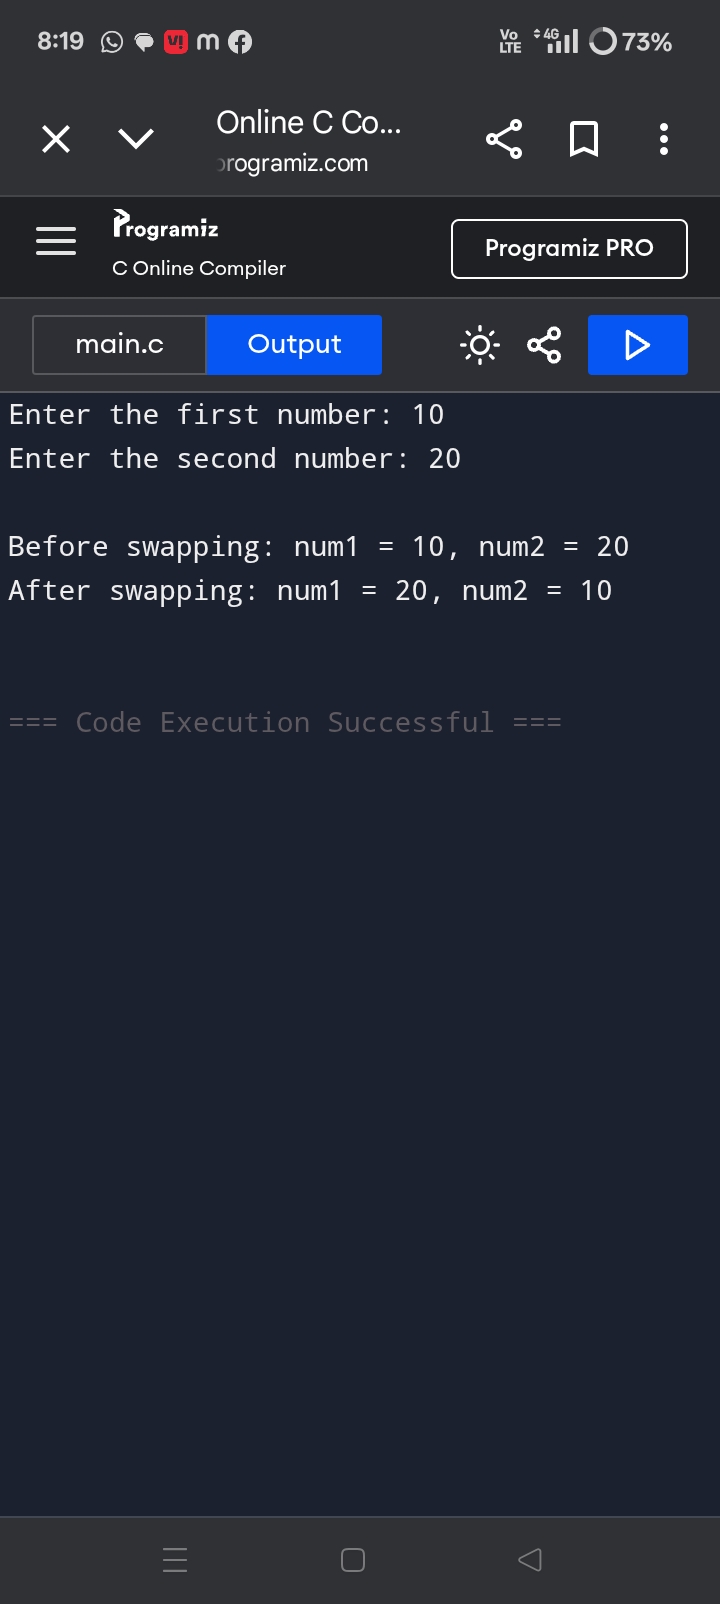 8:19 V! m Vo LTE 4G 73%
Online C Co...
programiz.com
Programiz
C Online Compiler
Programiz PRO
main.c Output
Enter the first number: 10
Enter the second number: 20
Before swapping: num1 = 10, num2 = 20
After swapping: num1 = 20, num2 = 10
=== Code Execution Successful ===